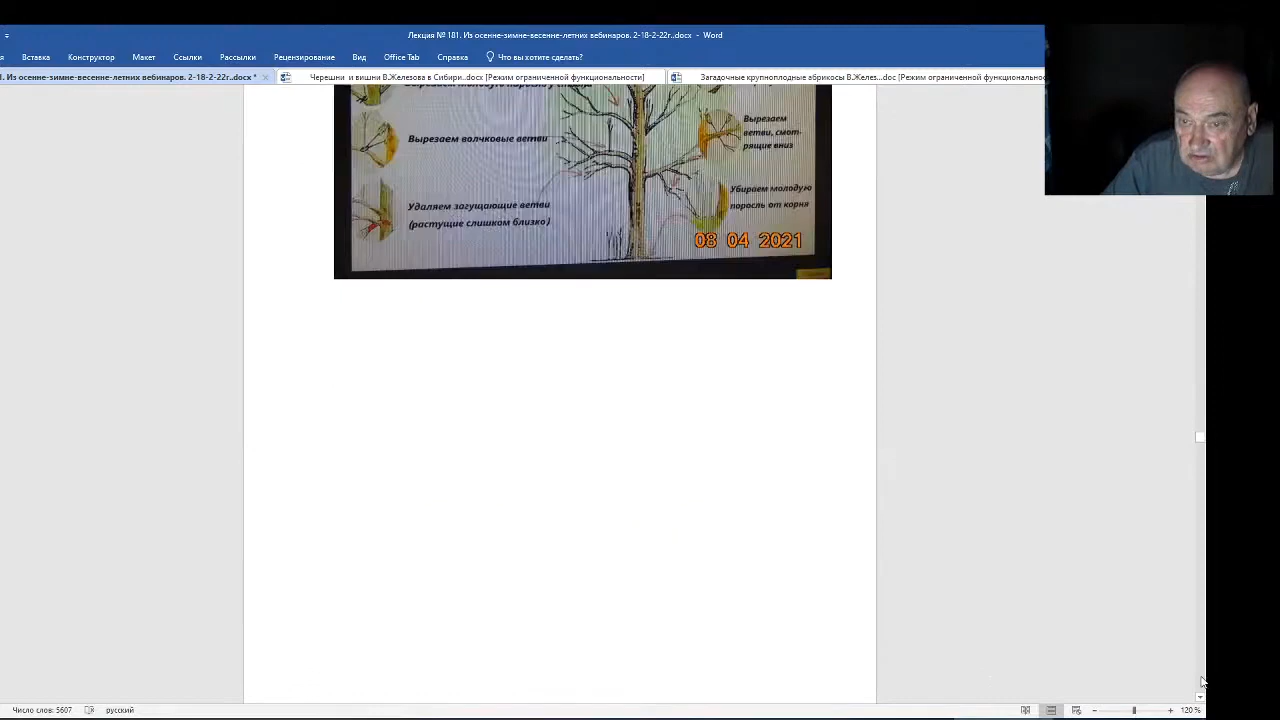 Лекция № 181. Из осенне-зимне-весенне-летних вебинаров. 2-18-2-22г..docx - Word
Вставка Конструктор Макет Ссылки Рассылки Рецензирование Вид Office Tab Справка Что вы хотите сделать?
. Из осенне-зимне-весенне-летних вебинаров. 2-18-2-22г..docx *
Черешни и вишни В.Железова в Сибири..docx [Режим ограниченной функциональности]
Загадочные крупноплодные абрикосы В.Желез...doc [Режим ограниченной функциональнос
Вырезаем волчковые ветви
Вырезаем
ветви, смот-
рящие вниз
Удаляем загущающие ветви
(растущие слишком близко)
Убираем молодую
поросль от корня
08 04 2021
Число слов: 5607 русский
120 %